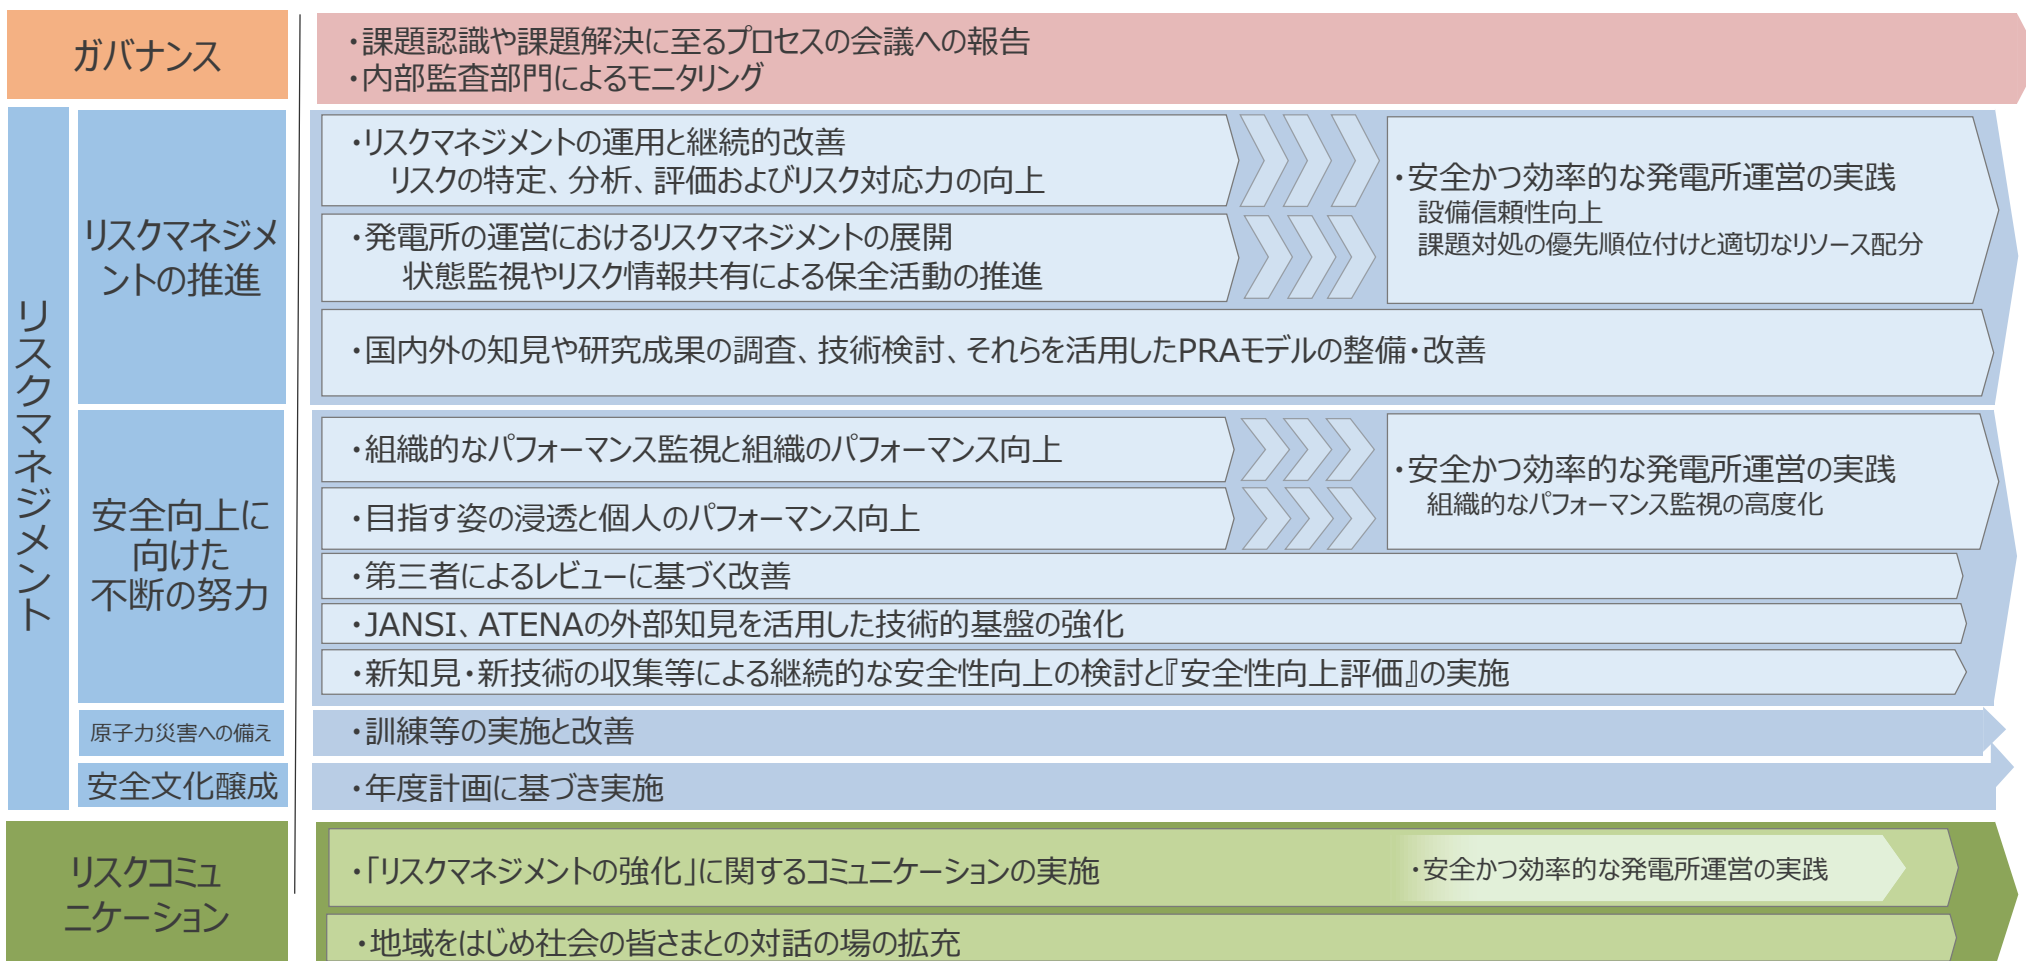 ガバナンス
・課題認識や課題解決に至るプロセスの会議への報告
・内部監査部門によるモニタリング
リスクマネジメント
リスクマネジメ
ントの推進
・リスクマネジメントの運用と継続的改善
リスクの特定、分析、評価およびリスク対応力の向上
・発電所の運営におけるリスクマネジメントの展開
状態監視やリスク情報共有による保全活動の推進
・安全かつ効率的な発電所運営の実践
設備信頼性向上
課題対処の優先順位付けと適切なリソース配分
・国内外の知見や研究成果の調査、技術検討、それらを活用したPRAモデルの整備・改善
安全向上に
向けた
不断の努力
・組織的なパフォーマンス監視と組織のパフォーマンス向上
・目指す姿の浸透と個人のパフォーマンス向上
・安全かつ効率的な発電所運営の実践
組織的なパフォーマンス監視の高度化
・第三者によるレビューに基づく改善
・JANSI、ATENAの外部知見を活用した技術的基盤の強化
・新知見・新技術の収集等による継続的な安全性向上の検討と『安全性向上評価』の実施
原子力災害への備え
・訓練等の実施と改善
安全文化醸成
・年度計画に基づき実施
リスクコミュ
ニケーション
・「リスクマネジメントの強化」に関するコミュニケーションの実施
・安全かつ効率的な発電所運営の実践
・地域をはじめ社会の皆さまとの対話の場の拡充